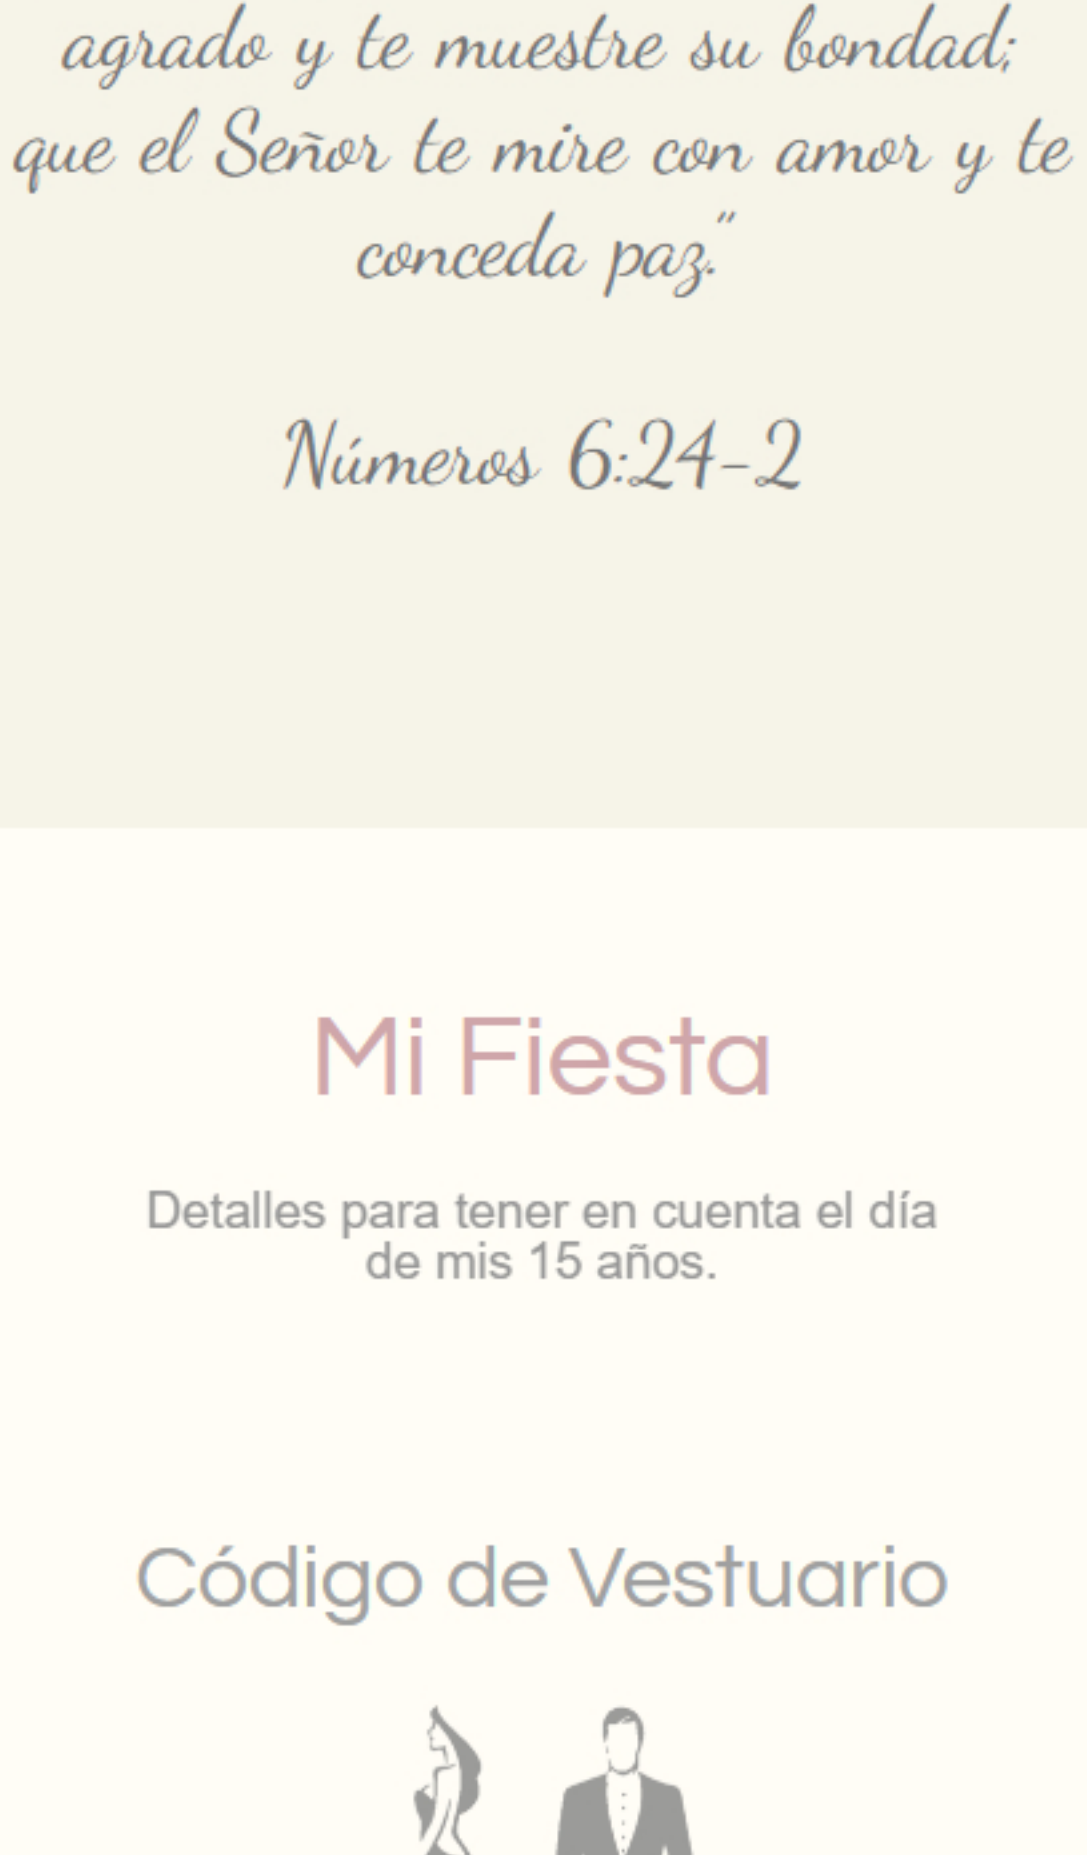 agrado y te muestre su bondad;
que el Señor te mire con amor y te
conceda paz."
Números 6:24-2
Mi Fiesta
Detalles para tener en cuenta el día
de mis 15 años.
Código de Vestuario